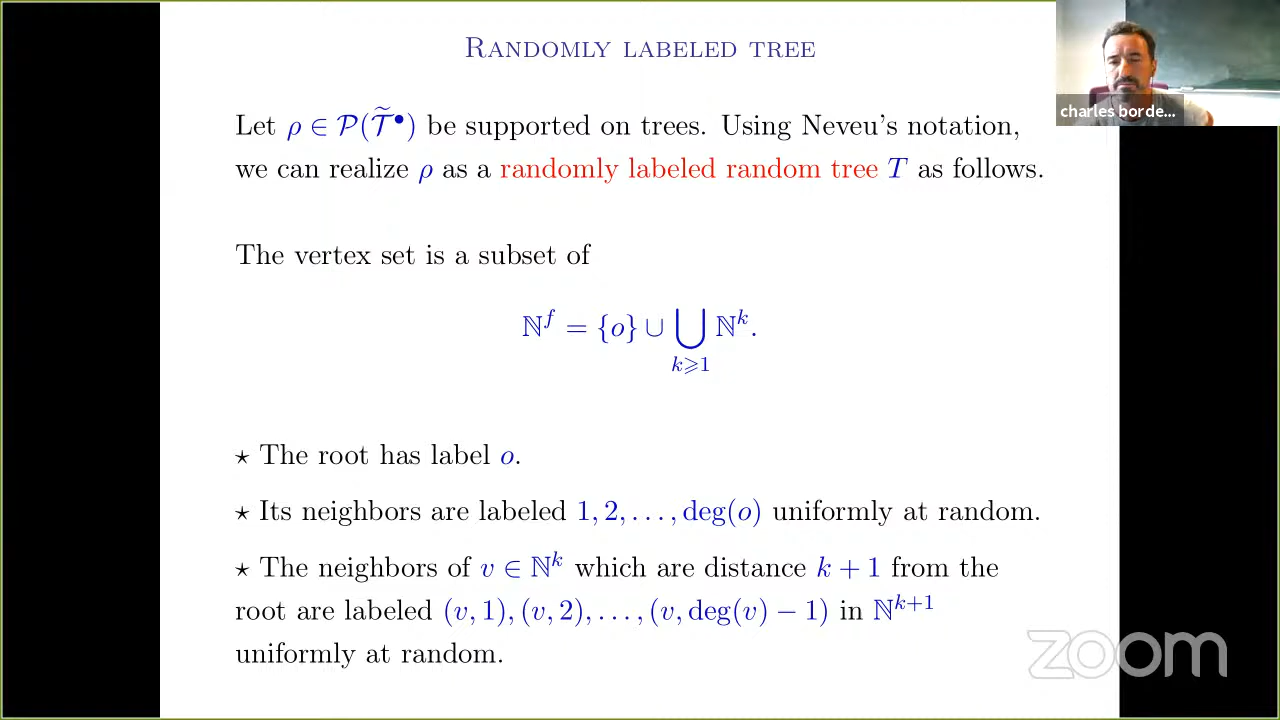 RANDOMLY LABELED TREE
charles borde...
Let ρ ∈ 𝒫(𝒯̃•) be supported on trees. Using Neveu's notation,
we can realize ρ as a randomly labeled random tree T as follows.
The vertex set is a subset of
ℕ^f = {o} ∪ ⋃_{k⩾1} ℕ^k.
⋆ The root has label o.
⋆ Its neighbors are labeled 1, 2, . . . , deg(o) uniformly at random.
⋆ The neighbors of v ∈ ℕ^k which are distance k + 1 from the
root are labeled (v, 1), (v, 2), . . . , (v, deg(v) − 1) in ℕ^{k+1}
uniformly at random.
zoom